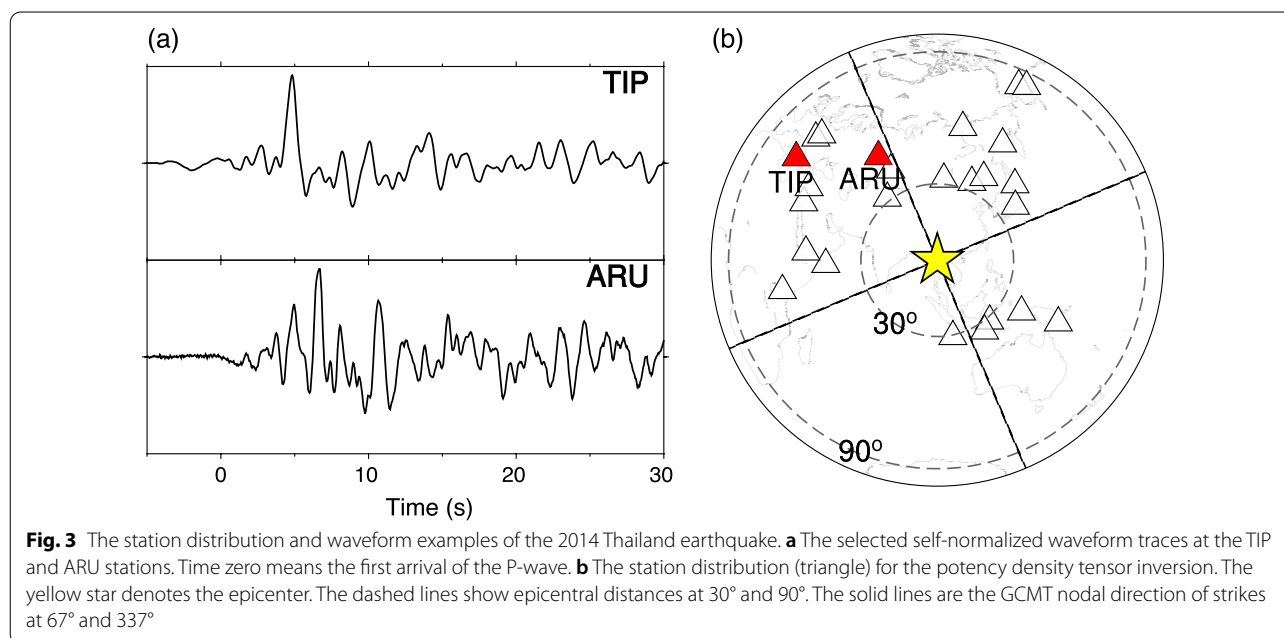 (a)
TIP
ARU
0 10 20 30
Time (s)
(b)
TIP ARU
30°
90°
Fig. 3 The station distribution and waveform examples of the 2014 Thailand earthquake. a The selected self-normalized waveform traces at the TIP
and ARU stations. Time zero means the first arrival of the P-wave. b The station distribution (triangle) for the potency density tensor inversion. The
yellow star denotes the epicenter. The dashed lines show epicentral distances at 30° and 90°. The solid lines are the GCMT nodal direction of strikes
at 67° and 337°